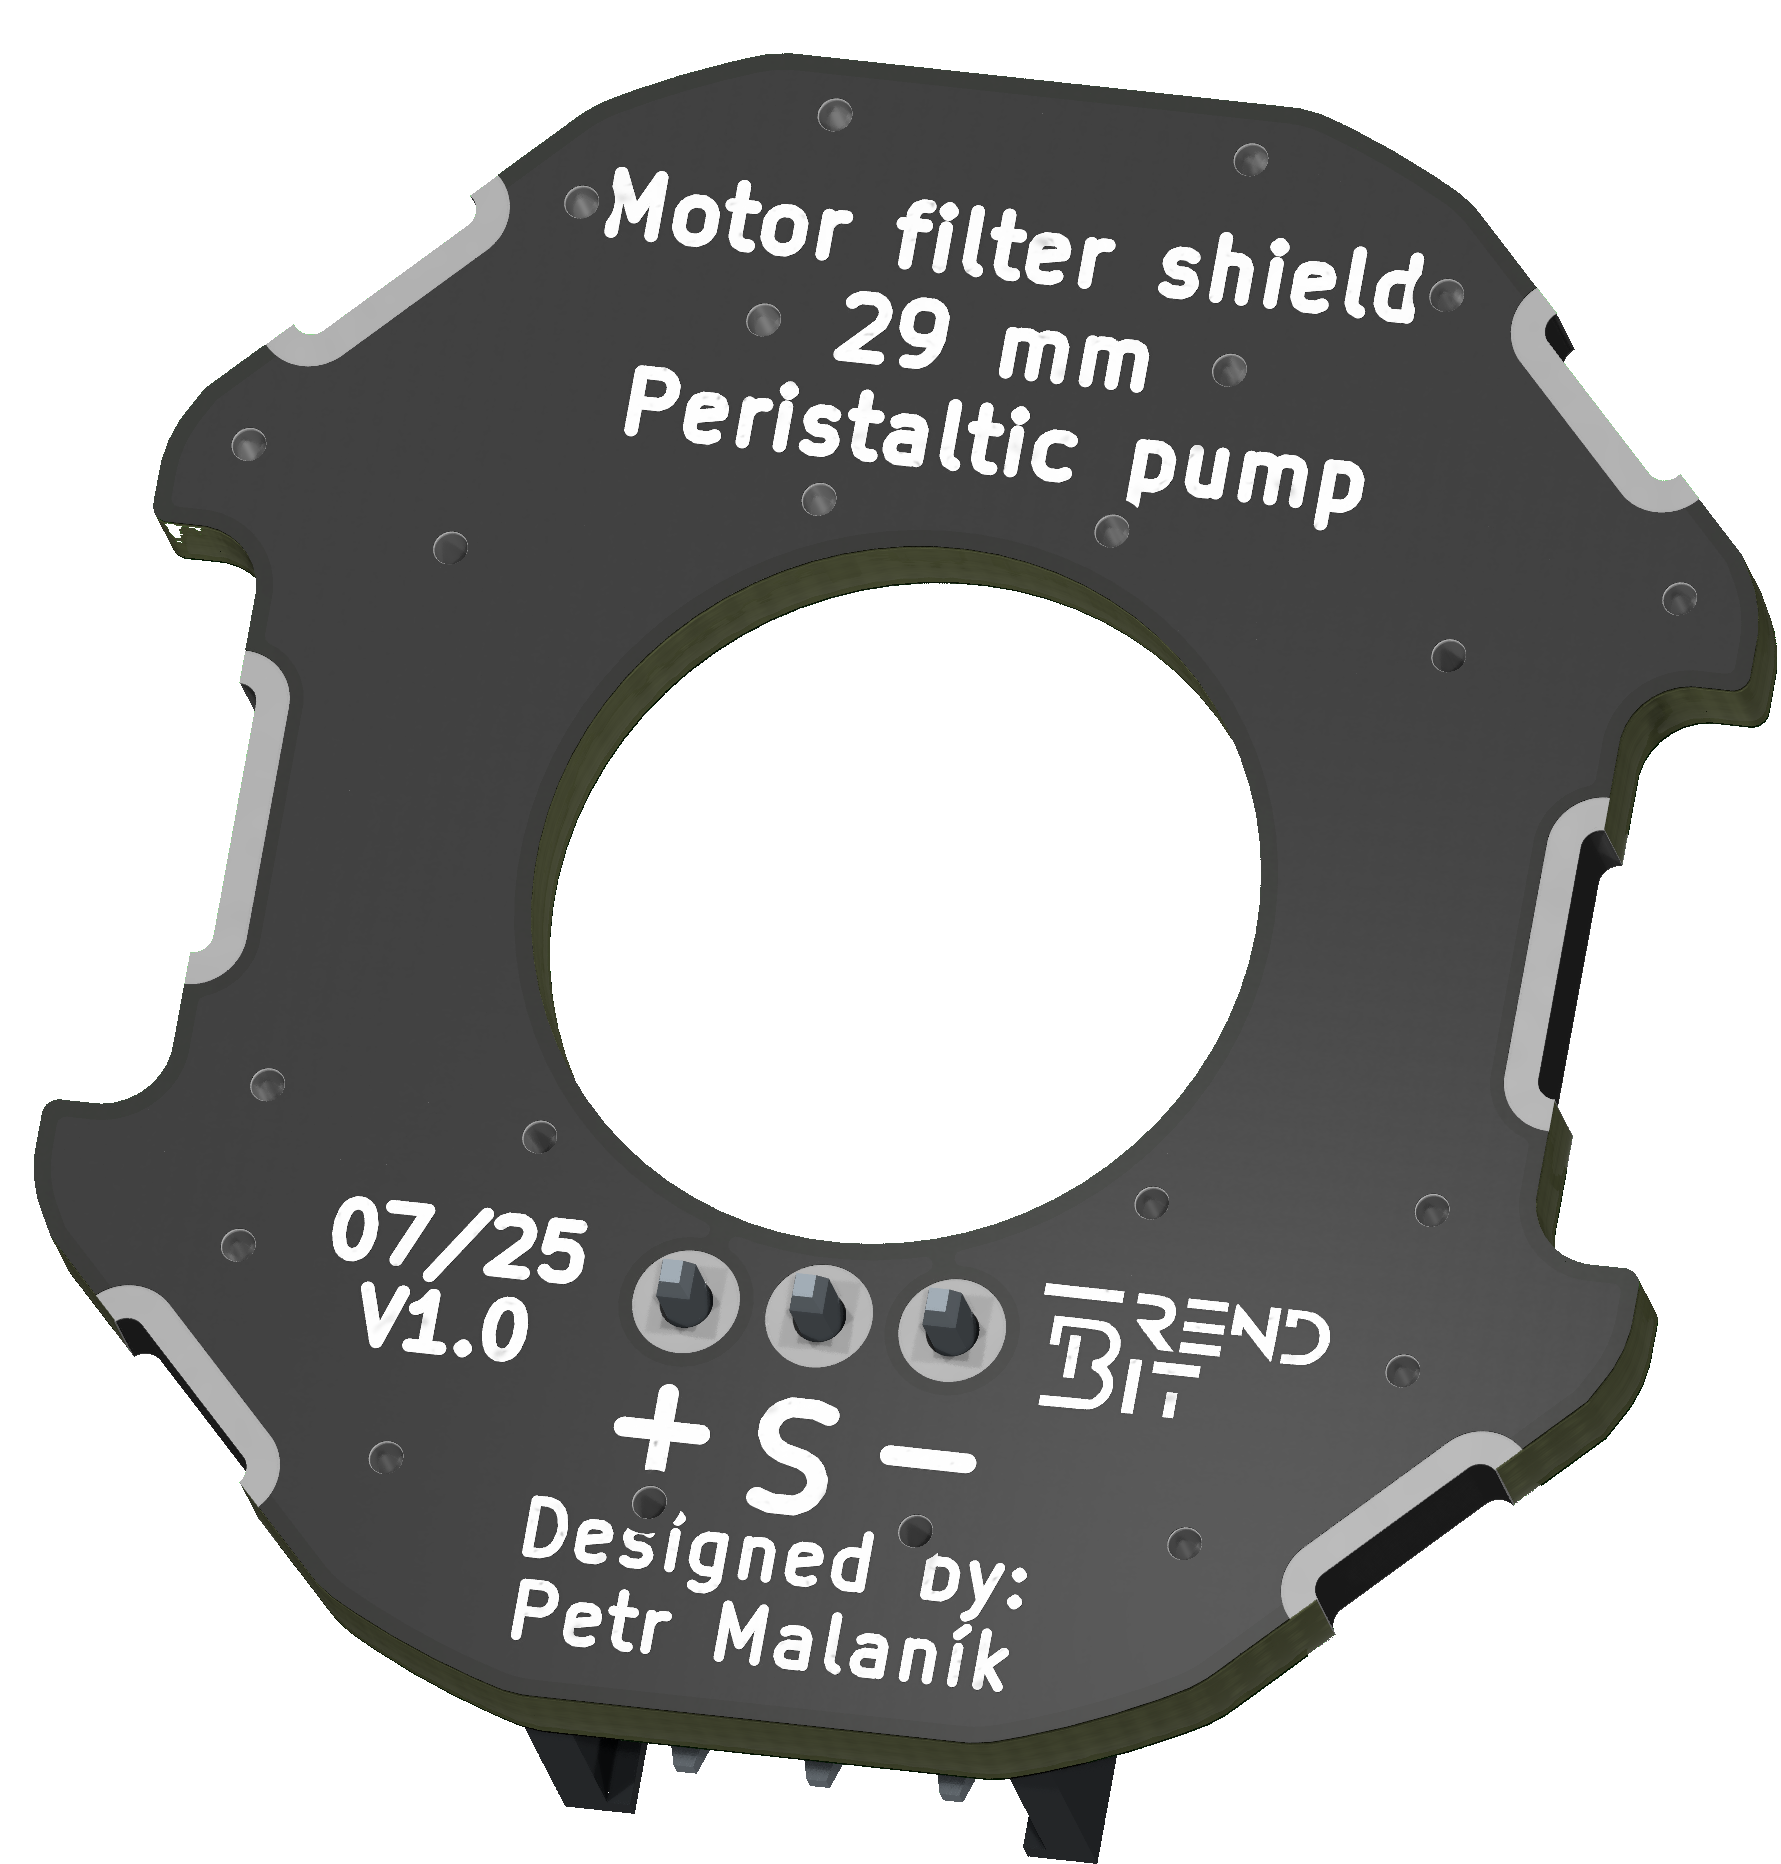 Motor filter shield
29 mm
Peristaltic pump
07/25
V1.0
TREND
BIT
+ S -
Designed by:
Petr Malaník